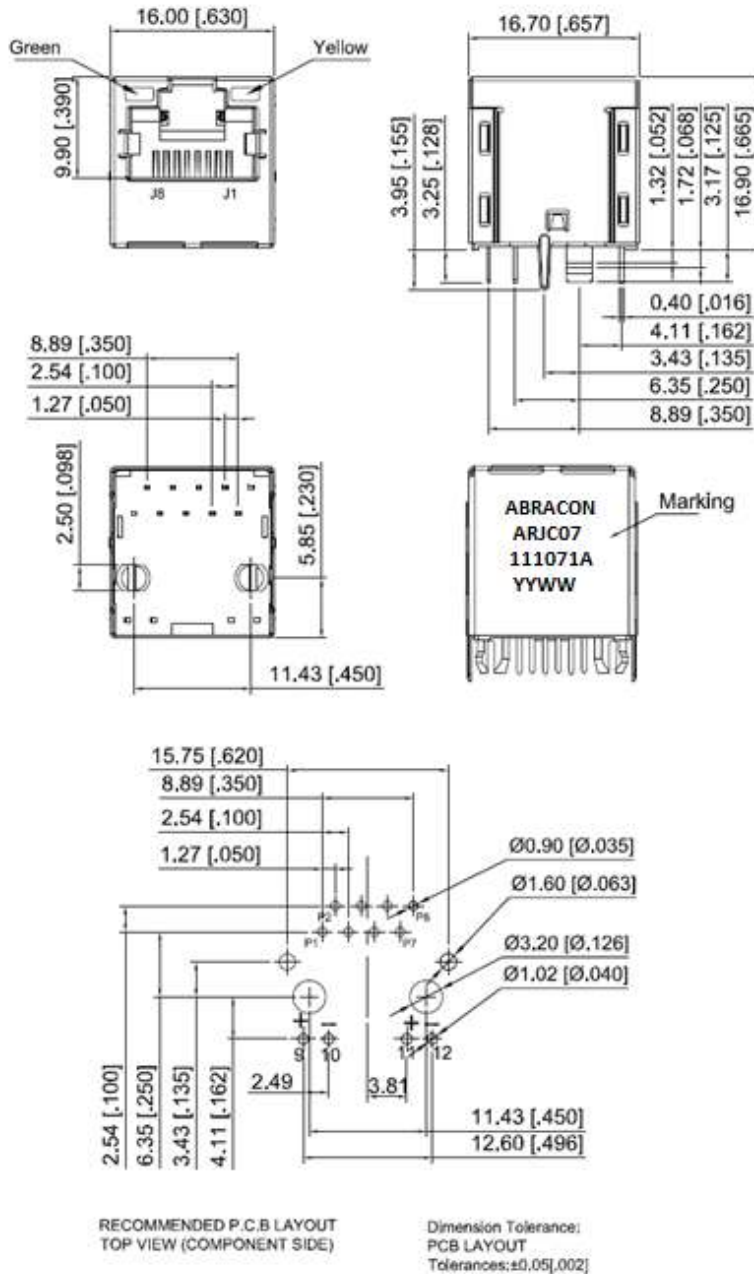 16.00 [.630]
Green
Yellow
9.90 [.390]
J8
J1
16.70 [.657]
3.95 [.155]
3.25 [.128]
1.32 [.052]
1.72 [.068]
3.17 [.125]
16.90 [.665]
0.40 [.016]
4.11 [.162]
3.43 [.135]
6.35 [.250]
8.89 [.350]
8.89 [.350]
2.54 [.100]
1.27 [.050]
2.50 [.098]
5.85 [.230]
11.43 [.450]
ABRACON
ARJC07
111071A
YYWW
Marking
15.75 [.620]
8.89 [.350]
2.54 [.100]
1.27 [.050]
Ø0.90 [Ø.035]
Ø1.60 [Ø.063]
Ø3.20 [Ø.126]
Ø1.02 [Ø.040]
P2
P8
P1
P7
+ −
+ −
9 10
11 12
2.49
3.81
2.54 [.100]
6.35 [.250]
3.43 [.135]
4.11 [.162]
11.43 [.450]
12.60 [.496]
RECOMMENDED P.C.B LAYOUT
TOP VIEW (COMPONENT SIDE)
Dimension Tolerance:
PCB LAYOUT
Tolerances:±0.05[.002]